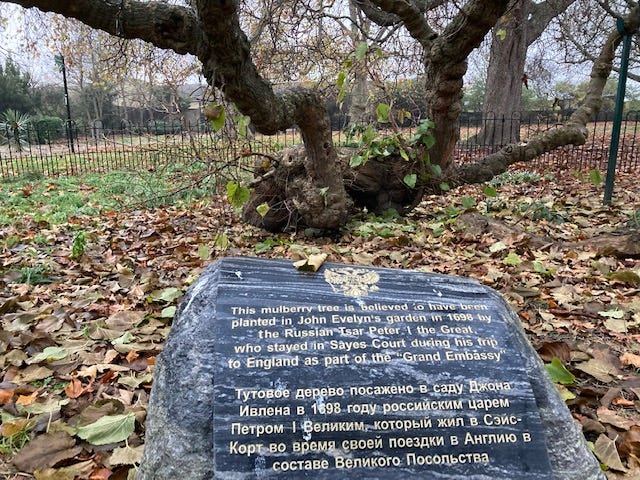 This mulberry tree is believed to have been
planted in John Evelyn's garden in 1698 by
the Russian Tsar Peter I the Great,
who stayed in Sayes Court during his trip
to England as part of the "Grand Embassy"
Тутовое дерево посажено в саду Джона
Ивлена в 1698 году российским царем
Петром I Великим, который жил в Сэйс-
Корт во время своей поездки в Англию в
составе Великого Посольства